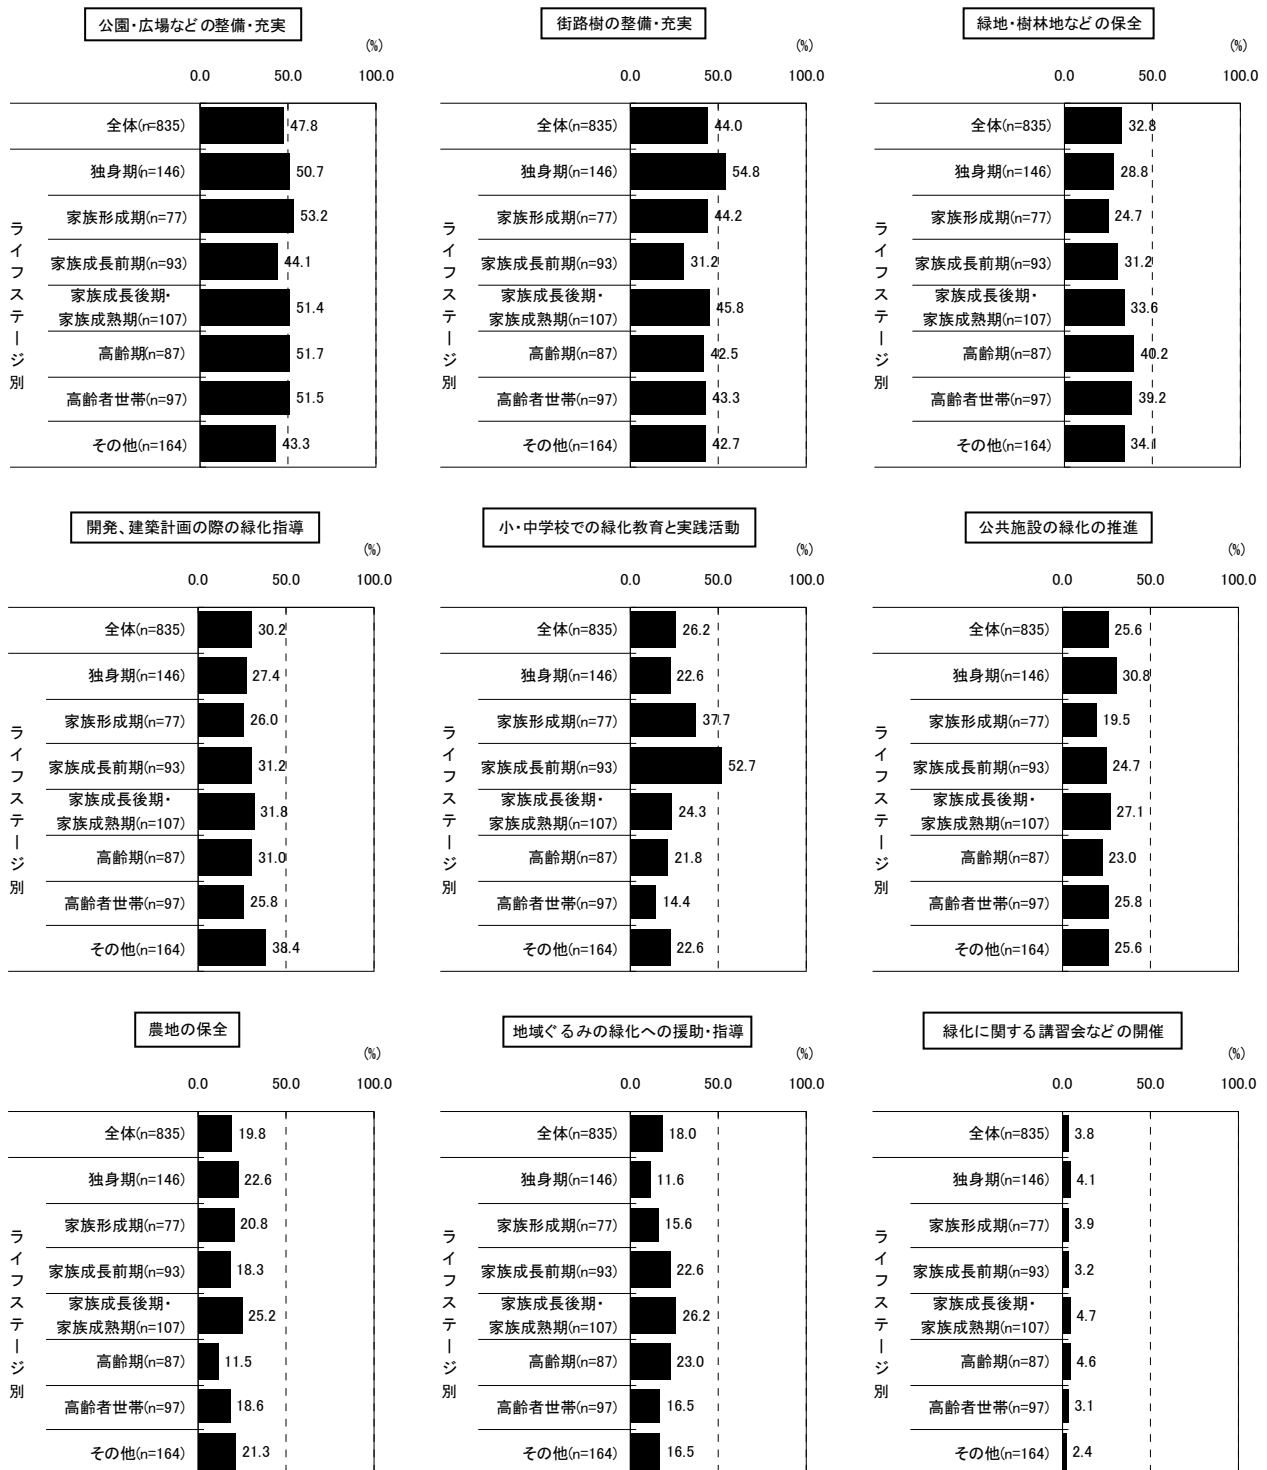 公園・広場などの整備・充実
(%)
0.0 50.0 100.0
全体(n=835) 47.8
独身期(n=146) 50.7
家族形成期(n=77) 53.2
家族成長前期(n=93) 44.1
家族成長後期・
家族成熟期(n=107) 51.4
高齢期(n=87) 51.7
高齢者世帯(n=97) 51.5
その他(n=164) 43.3
ライフステージ別
街路樹の整備・充実
(%)
0.0 50.0 100.0
全体(n=835) 44.0
独身期(n=146) 54.8
家族形成期(n=77) 44.2
家族成長前期(n=93) 31.2
家族成長後期・
家族成熟期(n=107) 45.8
高齢期(n=87) 42.5
高齢者世帯(n=97) 43.3
その他(n=164) 42.7
ライフステージ別
緑地・樹林地などの保全
(%)
0.0 50.0 100.0
全体(n=835) 32.8
独身期(n=146) 28.8
家族形成期(n=77) 24.7
家族成長前期(n=93) 31.2
家族成長後期・
家族成熟期(n=107) 33.6
高齢期(n=87) 40.2
高齢者世帯(n=97) 39.2
その他(n=164) 34.1
ライフステージ別
開発、建築計画の際の緑化指導
(%)
0.0 50.0 100.0
全体(n=835) 30.2
独身期(n=146) 27.4
家族形成期(n=77) 26.0
家族成長前期(n=93) 31.2
家族成長後期・
家族成熟期(n=107) 31.8
高齢期(n=87) 31.0
高齢者世帯(n=97) 25.8
その他(n=164) 38.4
ライフステージ別
小・中学校での緑化教育と実践活動
(%)
0.0 50.0 100.0
全体(n=835) 26.2
独身期(n=146) 22.6
家族形成期(n=77) 37.7
家族成長前期(n=93) 52.7
家族成長後期・
家族成熟期(n=107) 24.3
高齢期(n=87) 21.8
高齢者世帯(n=97) 14.4
その他(n=164) 22.6
ライフステージ別
公共施設の緑化の推進
(%)
0.0 50.0 100.0
全体(n=835) 25.6
独身期(n=146) 30.8
家族形成期(n=77) 19.5
家族成長前期(n=93) 24.7
家族成長後期・
家族成熟期(n=107) 27.1
高齢期(n=87) 23.0
高齢者世帯(n=97) 25.8
その他(n=164) 25.6
ライフステージ別
農地の保全
(%)
0.0 50.0 100.0
全体(n=835) 19.8
独身期(n=146) 22.6
家族形成期(n=77) 20.8
家族成長前期(n=93) 18.3
家族成長後期・
家族成熟期(n=107) 25.2
高齢期(n=87) 11.5
高齢者世帯(n=97) 18.6
その他(n=164) 21.3
ライフステージ別
地域ぐるみの緑化への援助・指導
(%)
0.0 50.0 100.0
全体(n=835) 18.0
独身期(n=146) 11.6
家族形成期(n=77) 15.6
家族成長前期(n=93) 22.6
家族成長後期・
家族成熟期(n=107) 26.2
高齢期(n=87) 23.0
高齢者世帯(n=97) 16.5
その他(n=164) 16.5
ライフステージ別
緑化に関する講習会などの開催
(%)
0.0 50.0 100.0
全体(n=835) 3.8
独身期(n=146) 4.1
家族形成期(n=77) 3.9
家族成長前期(n=93) 3.2
家族成長後期・
家族成熟期(n=107) 4.7
高齢期(n=87) 4.6
高齢者世帯(n=97) 3.1
その他(n=164) 2.4
ライフステージ別